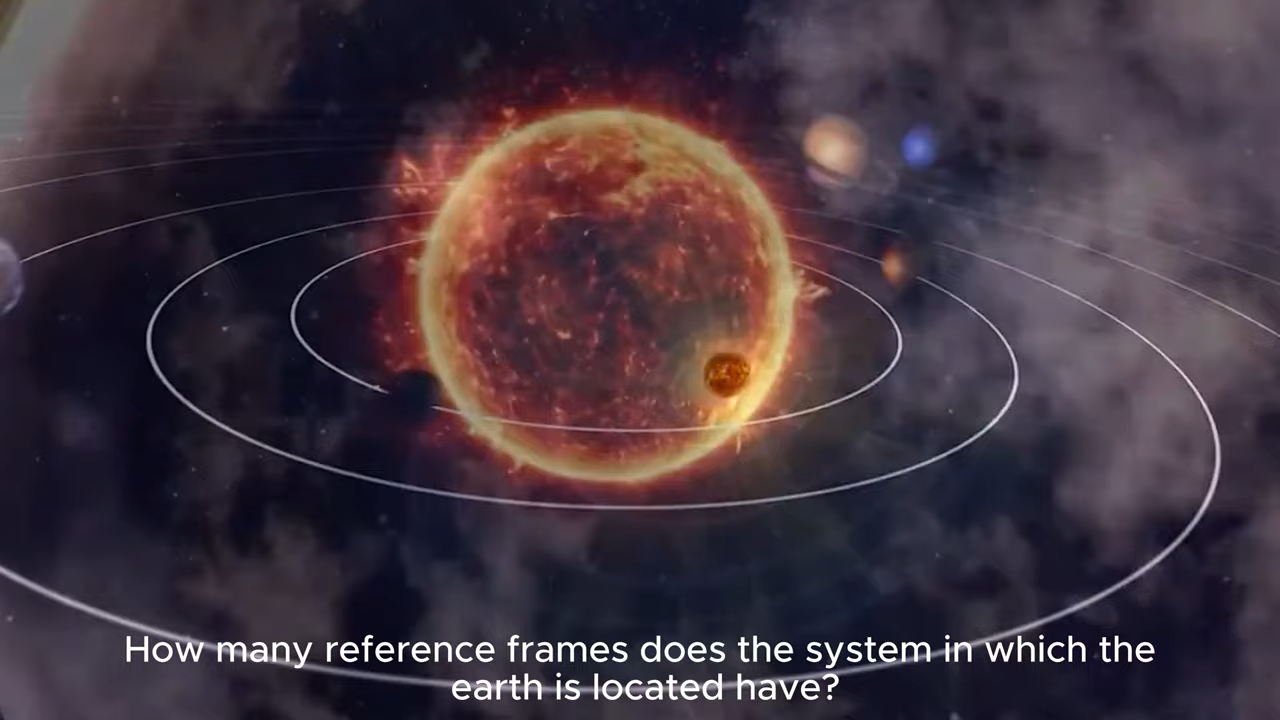 How many reference frames does the system in which the
earth is located have?